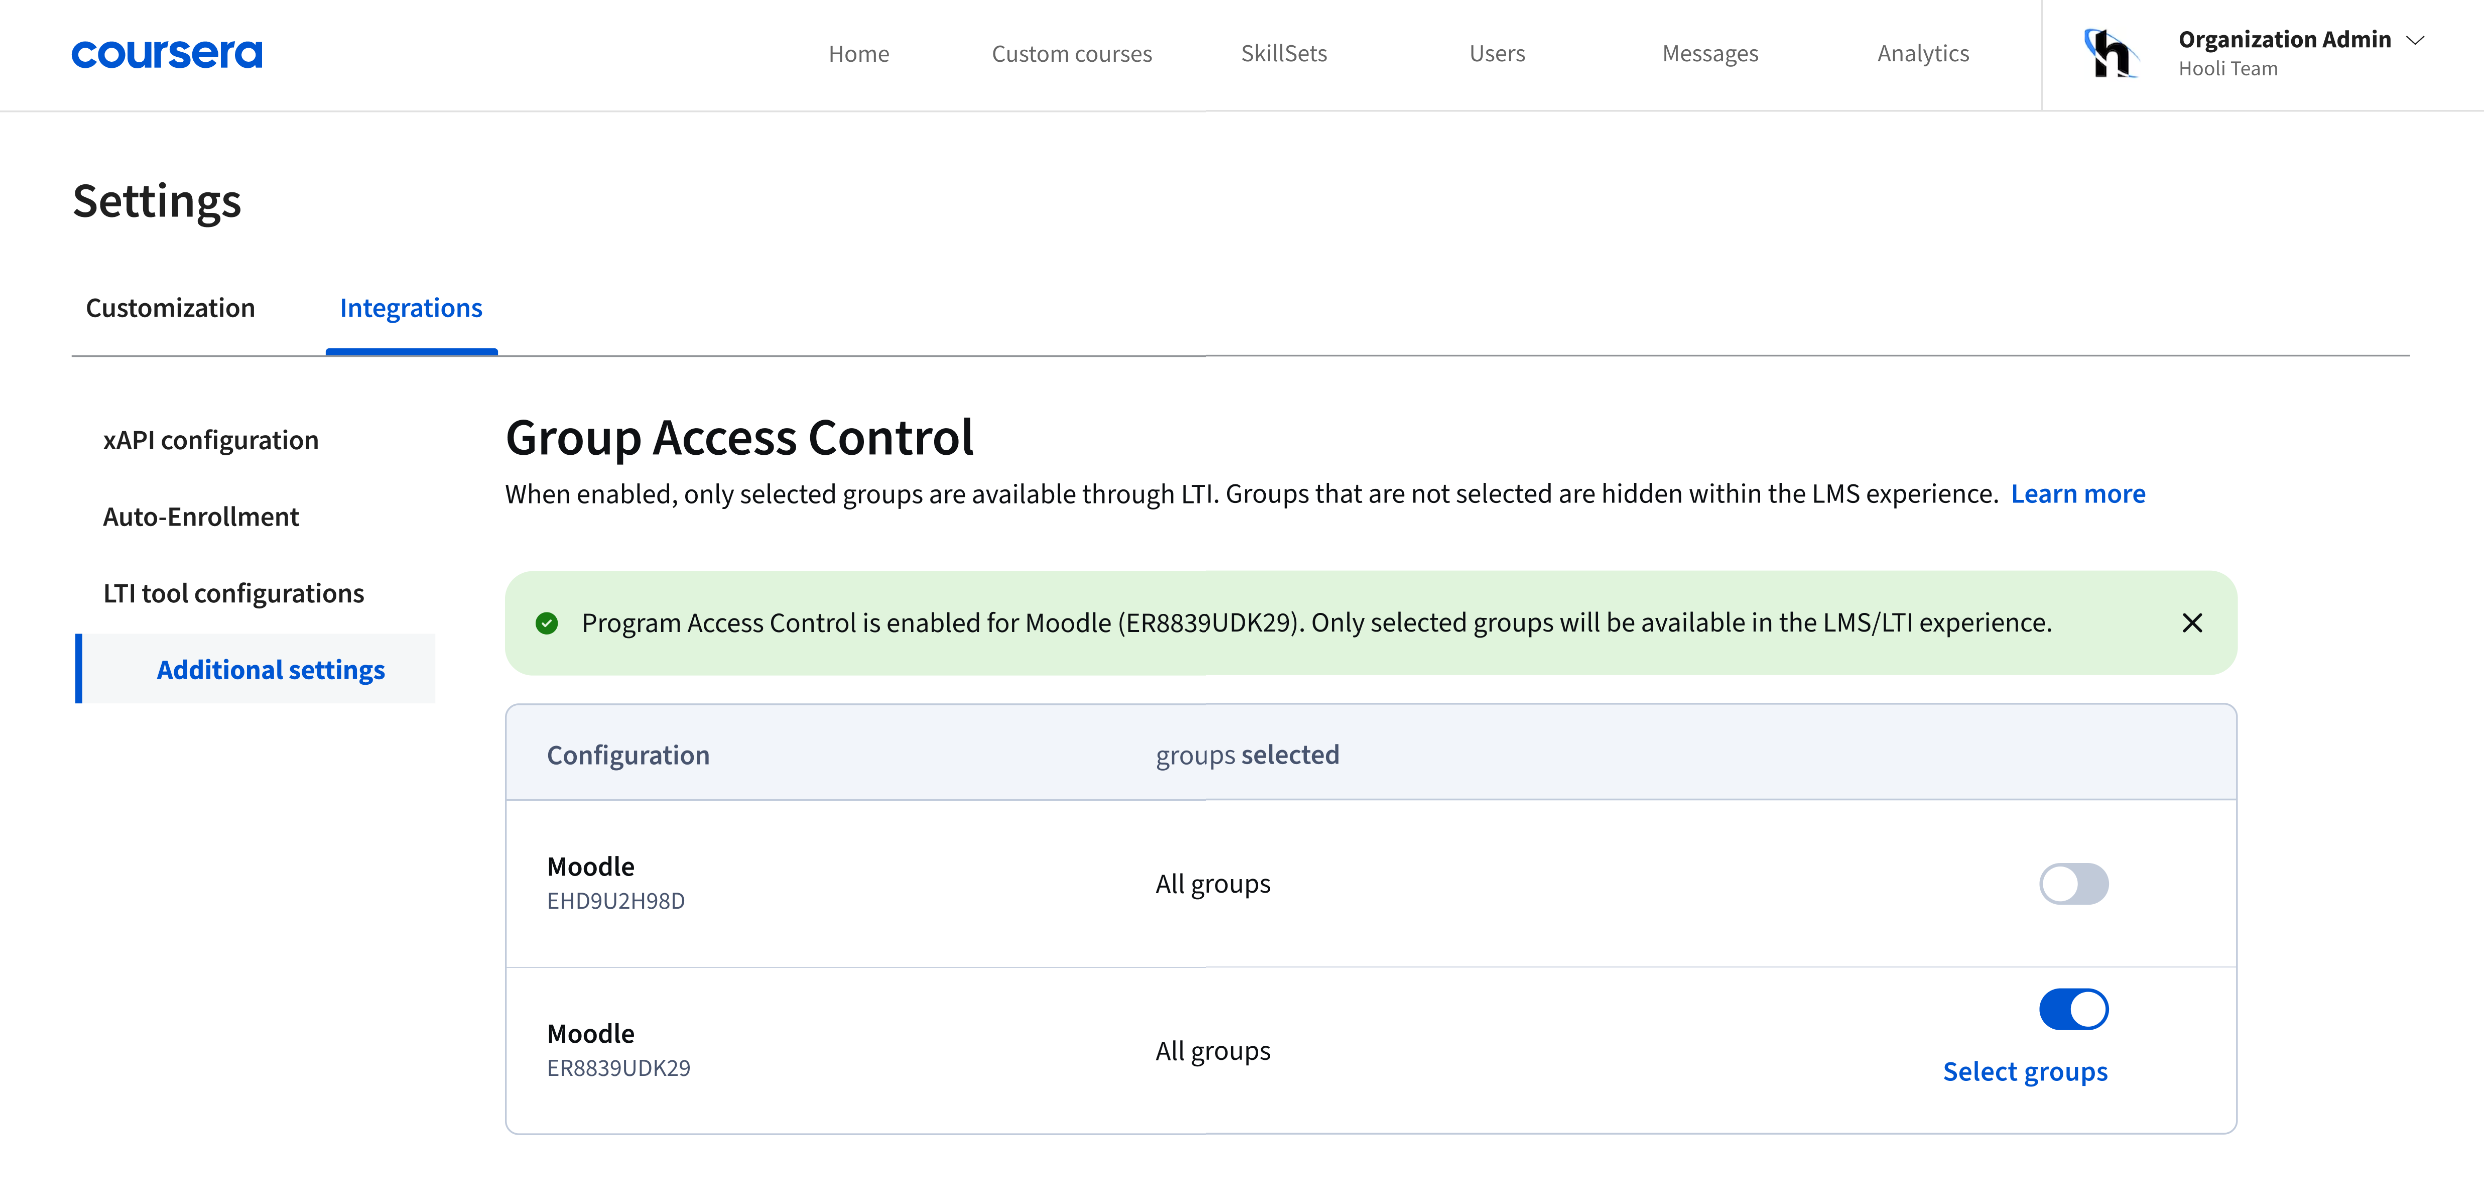 coursera
Home
Custom courses
SkillSets
Users
Messages
Analytics
Organization Admin
Hooli Team
Settings
Customization
Integrations
xAPI configuration
Auto-Enrollment
LTI tool configurations
Additional settings
Group Access Control
When enabled, only selected groups are available through LTI. Groups that are not selected are hidden within the LMS experience. Learn more
Program Access Control is enabled for Moodle (ER8839UDK29). Only selected groups will be available in the LMS/LTI experience.
Configuration
groups selected
Moodle
EHD9U2H98D
All groups
Moodle
ER8839UDK29
All groups
Select groups